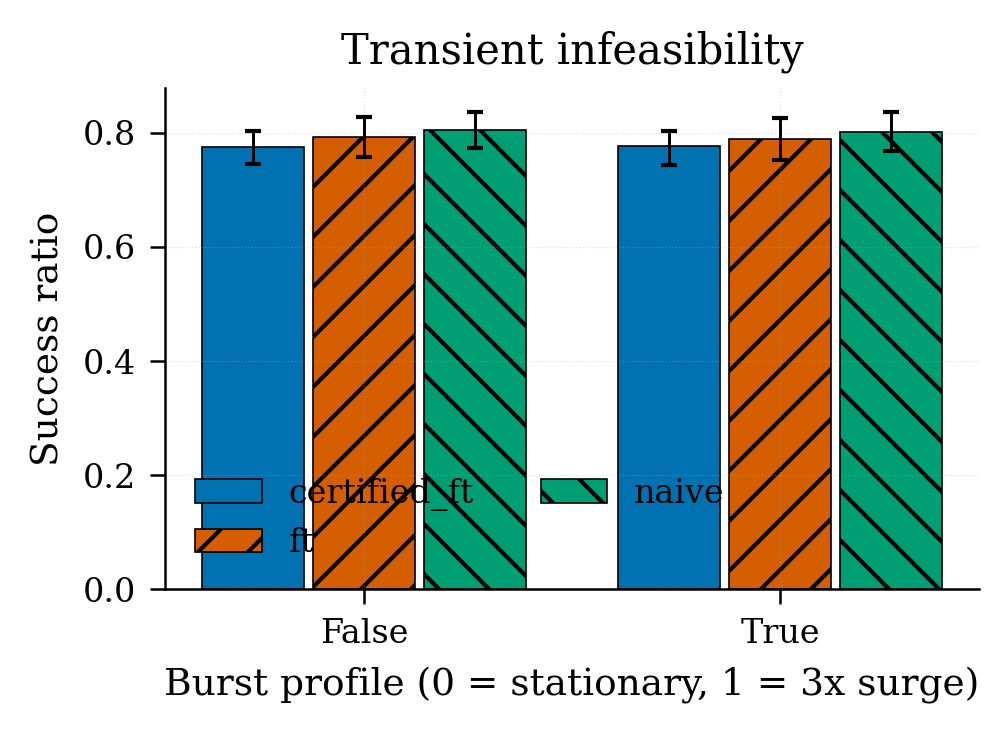 Transient infeasibility
Success ratio
0.8
0.6
0.4
0.2
0.0
certified_ft
ft
naive
False
True
Burst profile (0 = stationary, 1 = 3x surge)